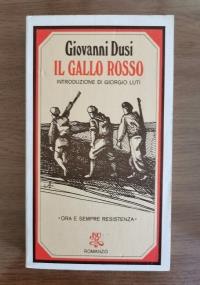 Giovanni Dusi
IL GALLO ROSSO
INTRODUZIONE DI GIORGIO LUTI
«ORA E SEMPRE RESISTENZA»
ROMANZO